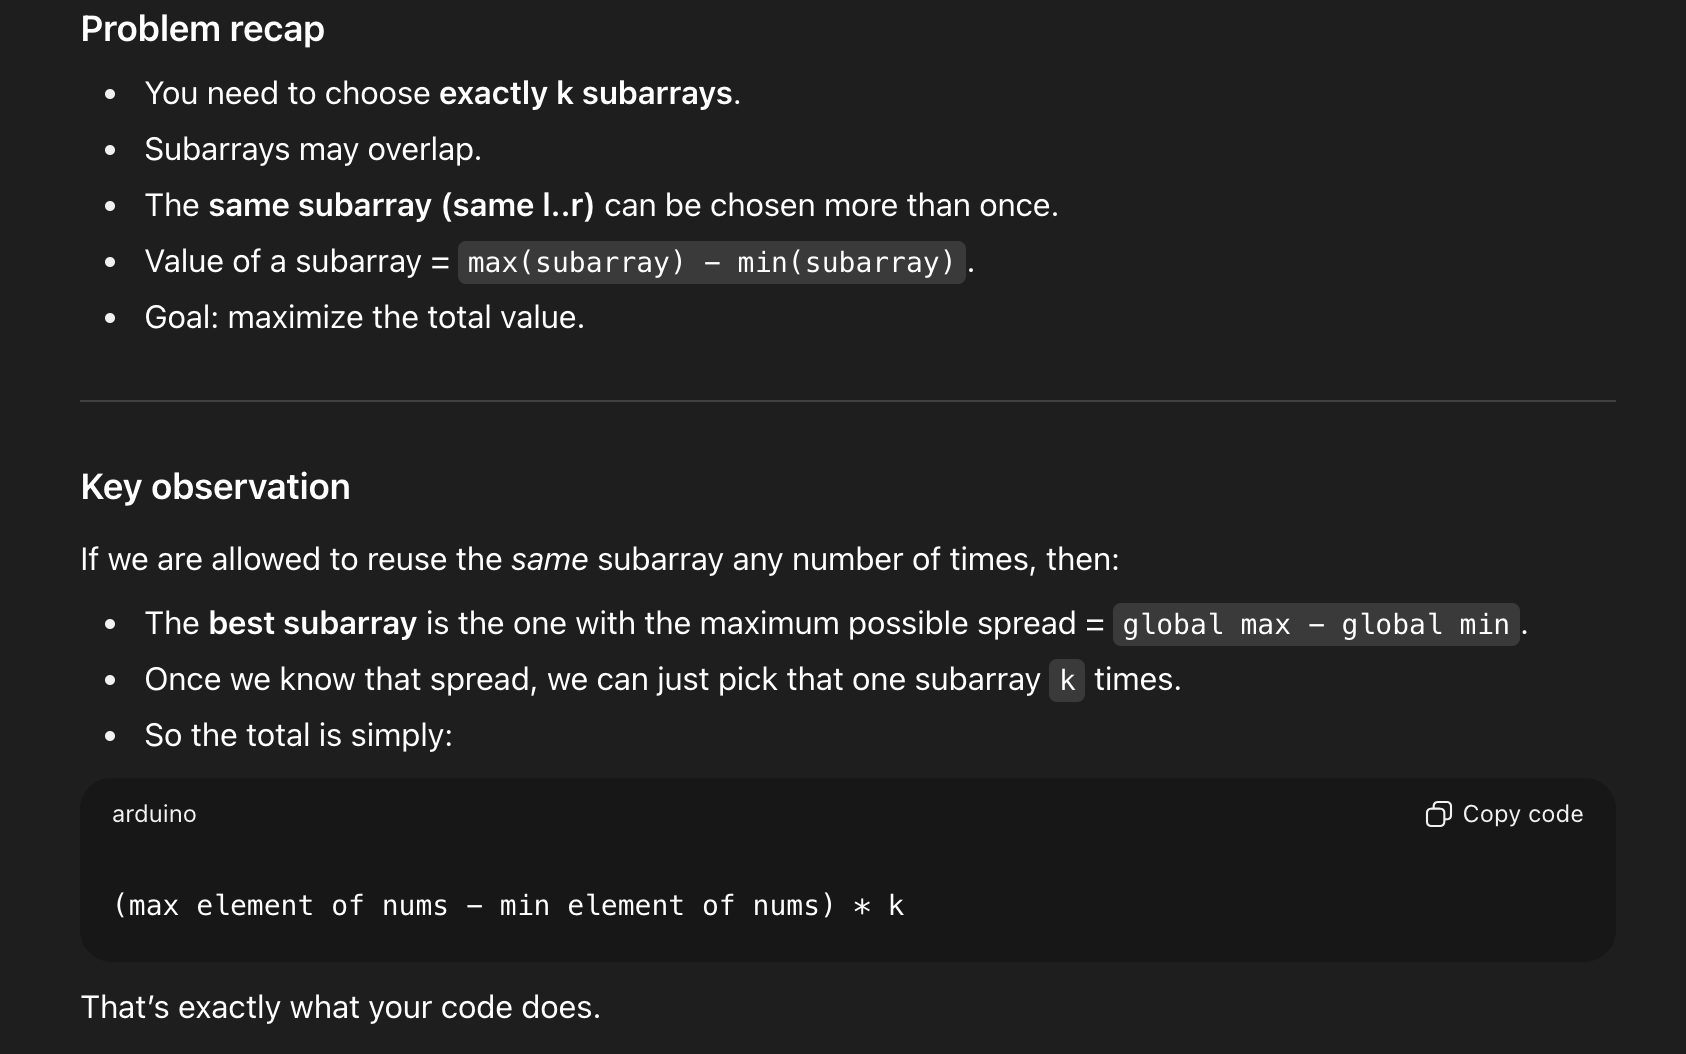 Problem recap
• You need to choose exactly k subarrays.
• Subarrays may overlap.
• The same subarray (same l..r) can be chosen more than once.
• Value of a subarray = max(subarray) − min(subarray).
• Goal: maximize the total value.
Key observation
If we are allowed to reuse the same subarray any number of times, then:
• The best subarray is the one with the maximum possible spread = global max − global min.
• Once we know that spread, we can just pick that one subarray k times.
• So the total is simply:
arduino Copy code
(max element of nums − min element of nums) * k
That’s exactly what your code does.